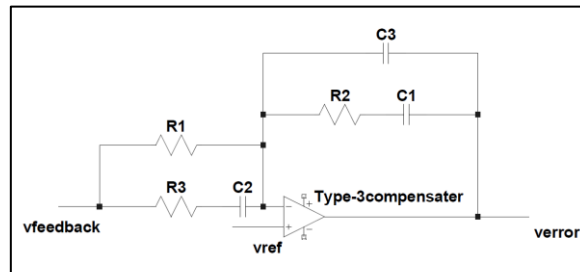 C3
R2 C1
R1
R3 C2
Type-3compensater
vfeedback
vref
verror